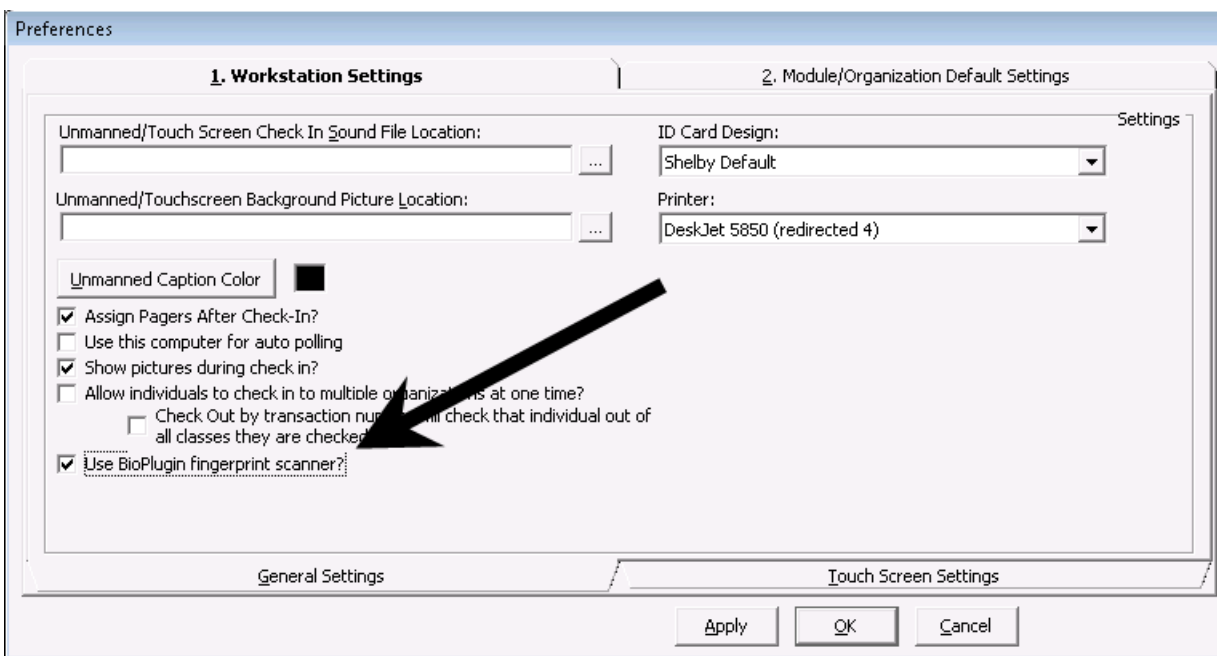 Preferences
1. Workstation Settings
2. Module/Organization Default Settings
Settings
Unmanned/Touch Screen Check In Sound File Location:
...
ID Card Design:
Shelby Default
Unmanned/Touchscreen Background Picture Location:
...
Printer:
DeskJet 5850 (redirected 4)
Unmanned Caption Color
Assign Pagers After Check-In?
Use this computer for auto polling
Show pictures during check in?
Allow individuals to check in to multiple organizations at one time?
Check Out by transaction check that individual out of
all classes they are checked
Use BioPlugin fingerprint scanner?
General Settings
Touch Screen Settings
Apply
OK
Cancel